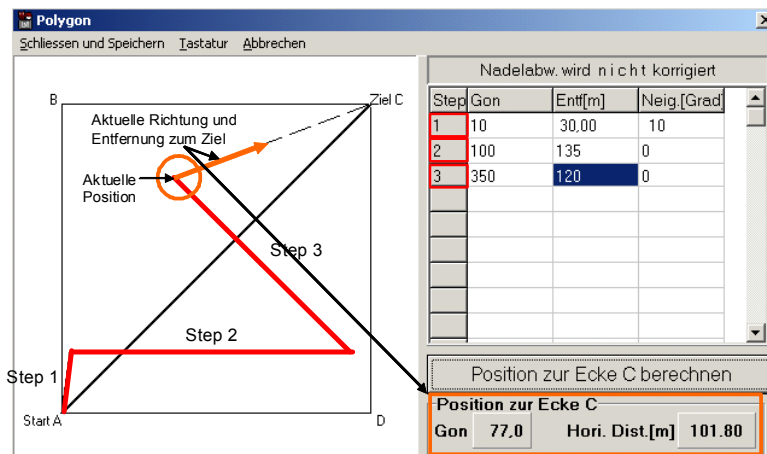 Polygon
Schliessen und Speichern Tastatur Abbrechen
B
Ziel C
Aktuelle Richtung und
Entfernung zum Ziel
Aktuelle
Position
Step 3
Step 2
Step 1
Start A
D
Nadelabw. wird n i c h t korrigiert
Step Gon Entf[m] Neig.[Grad]
1 10 30,00 10
2 100 135 0
3 350 120 0
Position zur Ecke C berechnen
Position zur Ecke C
Gon 77,0 Hori. Dist.[m] 101.80